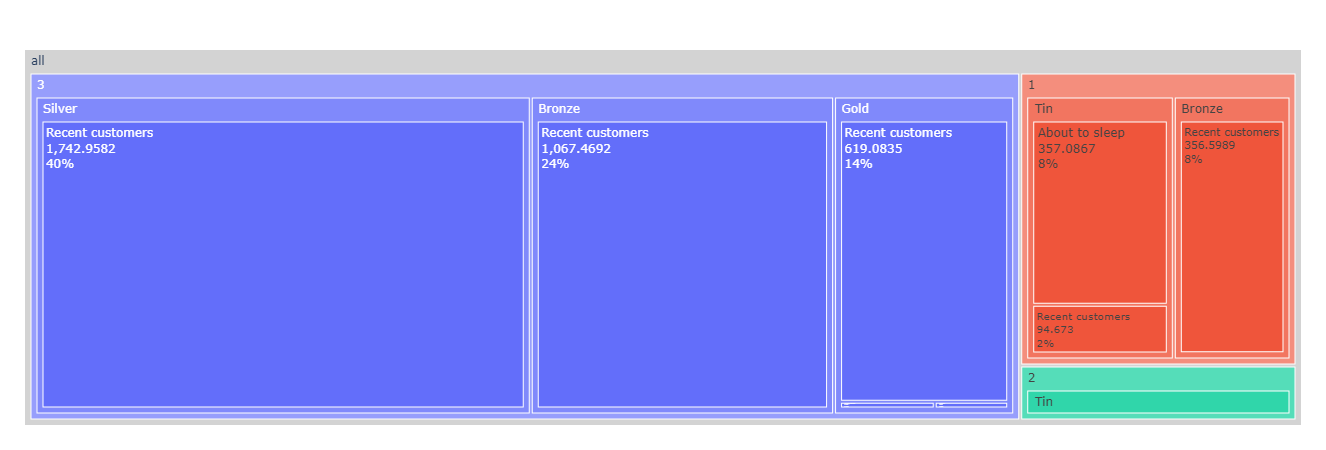 all
3
Silver
Recent customers
1,742.9582
40%
Bronze
Recent customers
1,067.4692
24%
Gold
Recent customers
619.0835
14%
1
Tin
About to sleep
357.0867
8%
Recent customers
94.673
2%
Bronze
Recent customers
356.5989
8%
2
Tin